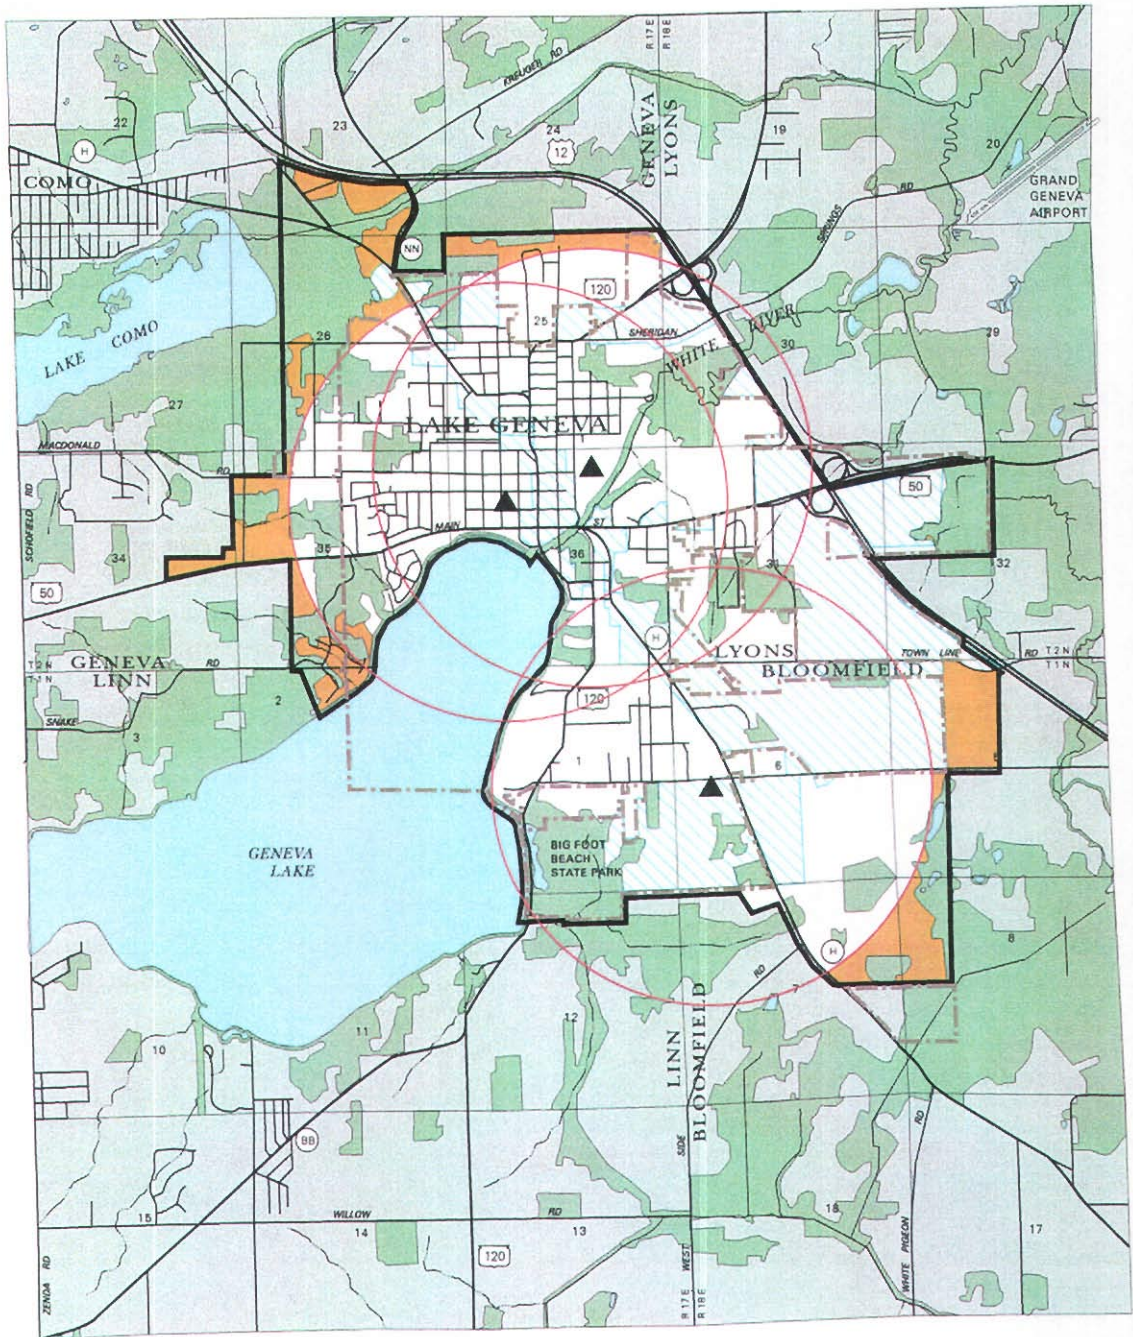 R 17 E
R 18 E
KREUGER RD
GENEVA
LYONS
22
23
24
19
20
H
12
COMO
GRAND
GENEVA
AIRPORT
SPRINGS
RD
NN
120
25
SHERIDAN
WHITE RIVER
30
29
LAKE COMO
26
27
LAKE GENEVA
MACDONALD
RD
SCHOFIELD RD
50
MAIN
ST
34
35
36
31
32
50
H
GENEVA
LINN
RD
T 2 N
T 1 N
LYONS
BLOOMFIELD
TOWN LINE
RD
T 2 N
T 1 N
SNAKE
2
3
120
1
6
5
GENEVA
LAKE
BIG FOOT
BEACH
STATE PARK
H
8
RD
7
10
11
12
LINN
BLOOMFIELD
BB
SIDE
RD
15
WILLOW
RD
14
13
18
17
ZENDA RD
120
WEST
WHITE PIGEON
R 17 E
R 18 E